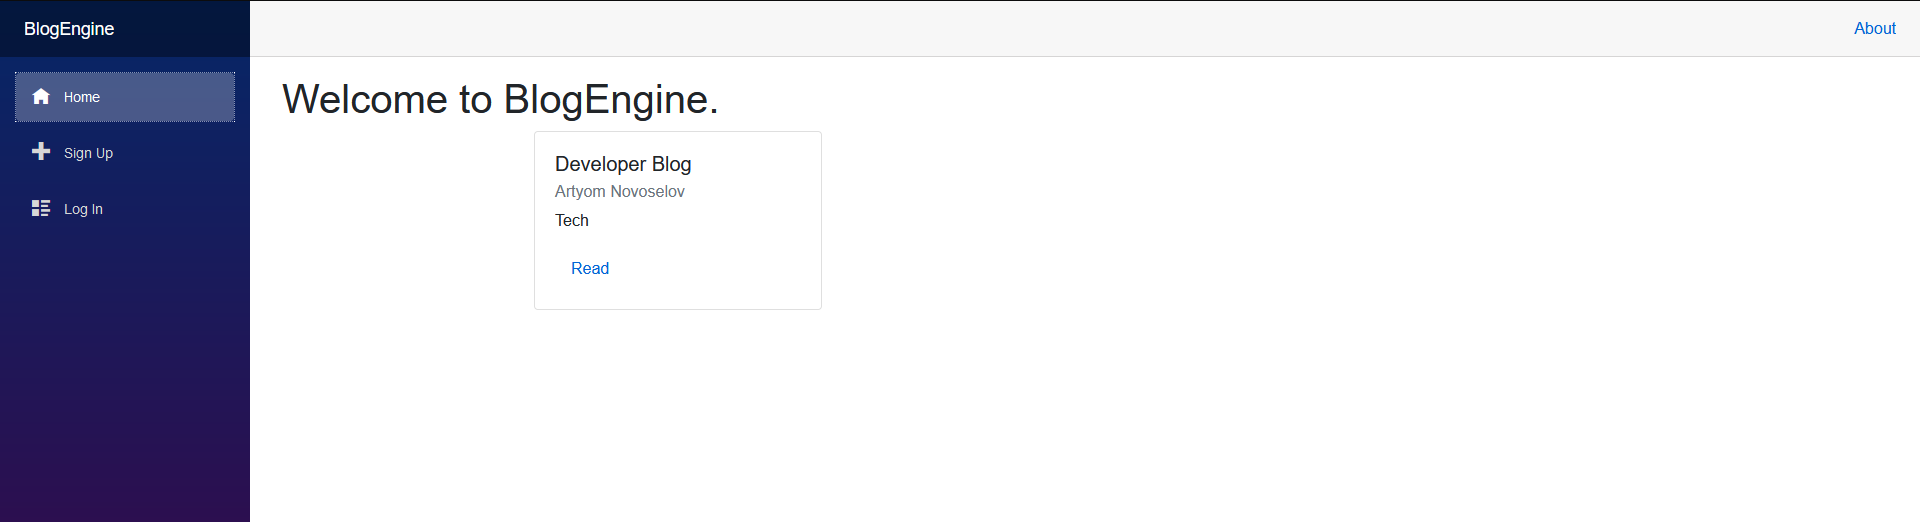 BlogEngine
About
Home
Sign Up
Log In
Welcome to BlogEngine.
Developer Blog
Artyom Novoselov
Tech
Read